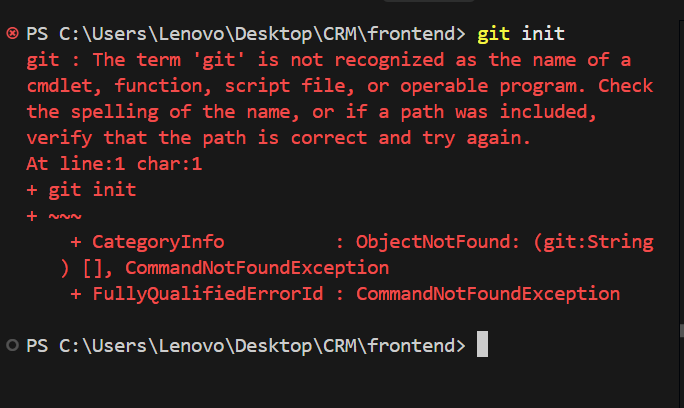 PS C:\Users\Lenovo\Desktop\CRM\frontend> git init
git : The term 'git' is not recognized as the name of a
cmdlet, function, script file, or operable program. Check
the spelling of the name, or if a path was included,
verify that the path is correct and try again.
At line:1 char:1
+ git init
+ ~~~
    + CategoryInfo          : ObjectNotFound: (git:String
   ) [], CommandNotFoundException
    + FullyQualifiedErrorId : CommandNotFoundException

PS C:\Users\Lenovo\Desktop\CRM\frontend>